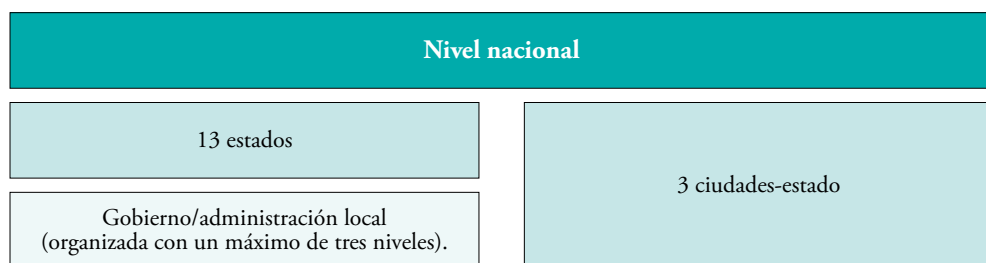 Nivel nacional
13 estados
3 ciudades-estado
Gobierno/administración local
(organizada con un máximo de tres niveles).